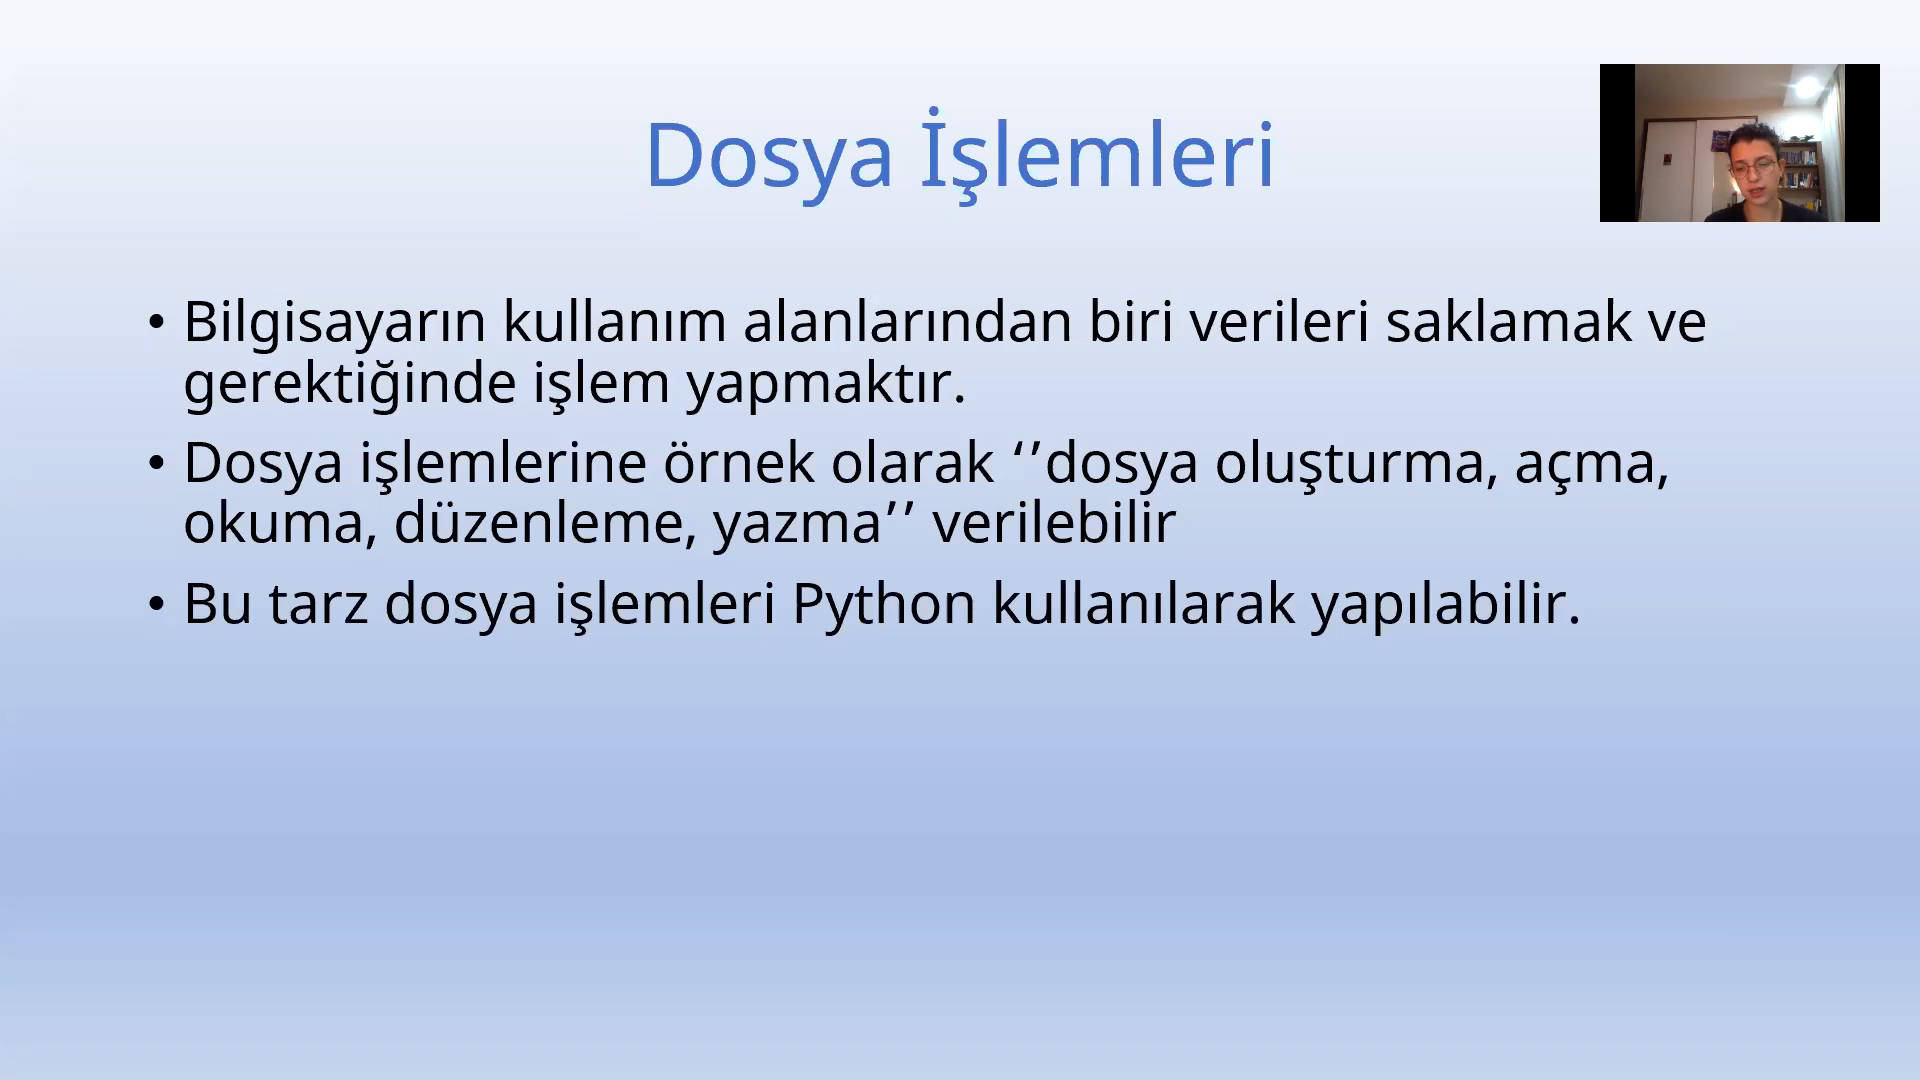 Dosya İşlemleri
• Bilgisayarın kullanım alanlarından biri verileri saklamak ve
gerektiğinde işlem yapmaktır.
• Dosya işlemlerine örnek olarak ‘’dosya oluşturma, açma,
okuma, düzenleme, yazma’’ verilebilir
• Bu tarz dosya işlemleri Python kullanılarak yapılabilir.